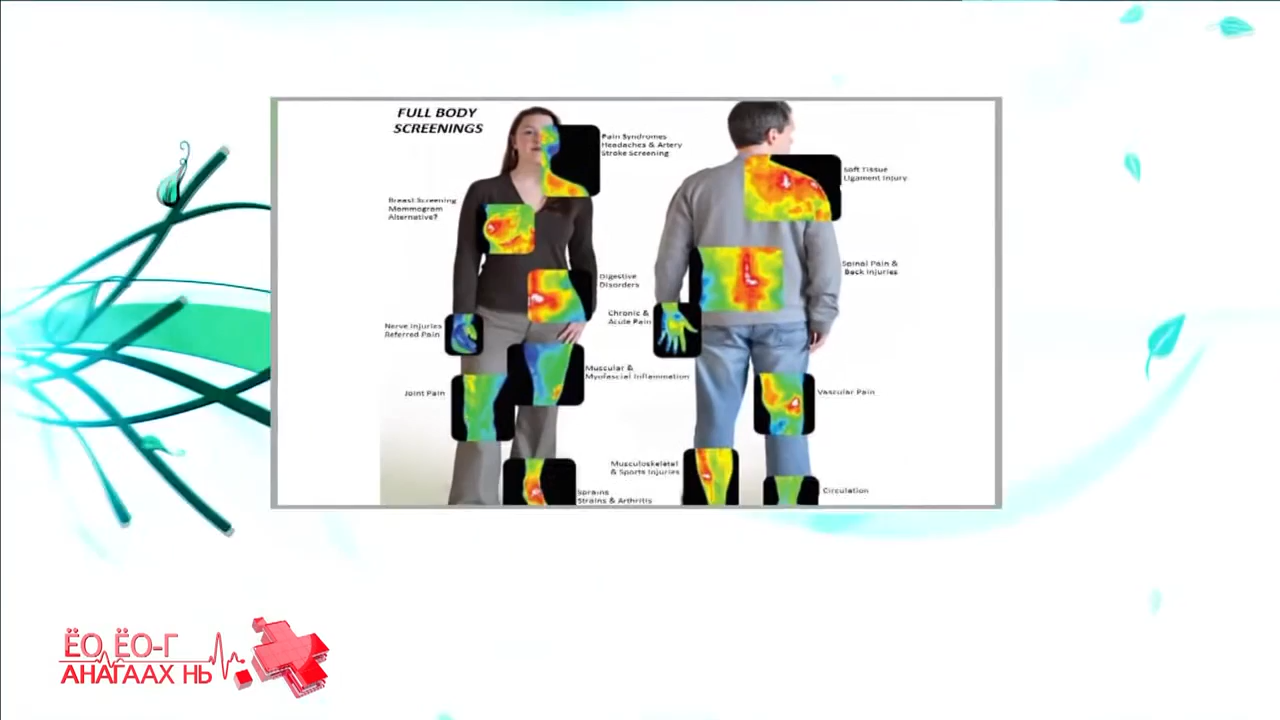 FULL BODY
SCREENINGS
Pain Syndromes
Headaches & Artery
Stroke Screening
Breast Screening
Mammogram
Alternative?
Digestive
Disorders
Nerve Injuries
Referred Pain
Muscular &
Myofascial Inflammation
Joint Pain
Sprains
Strains & Arthritis
Soft Tissue
Ligament Injury
Spinal Pain &
Back Injuries
Chronic &
Acute Pain
Vascular Pain
Musculoskeletal
& Sports Injuries
Circulation
ЁО ЁО-Г
АНАГААХ НЬ